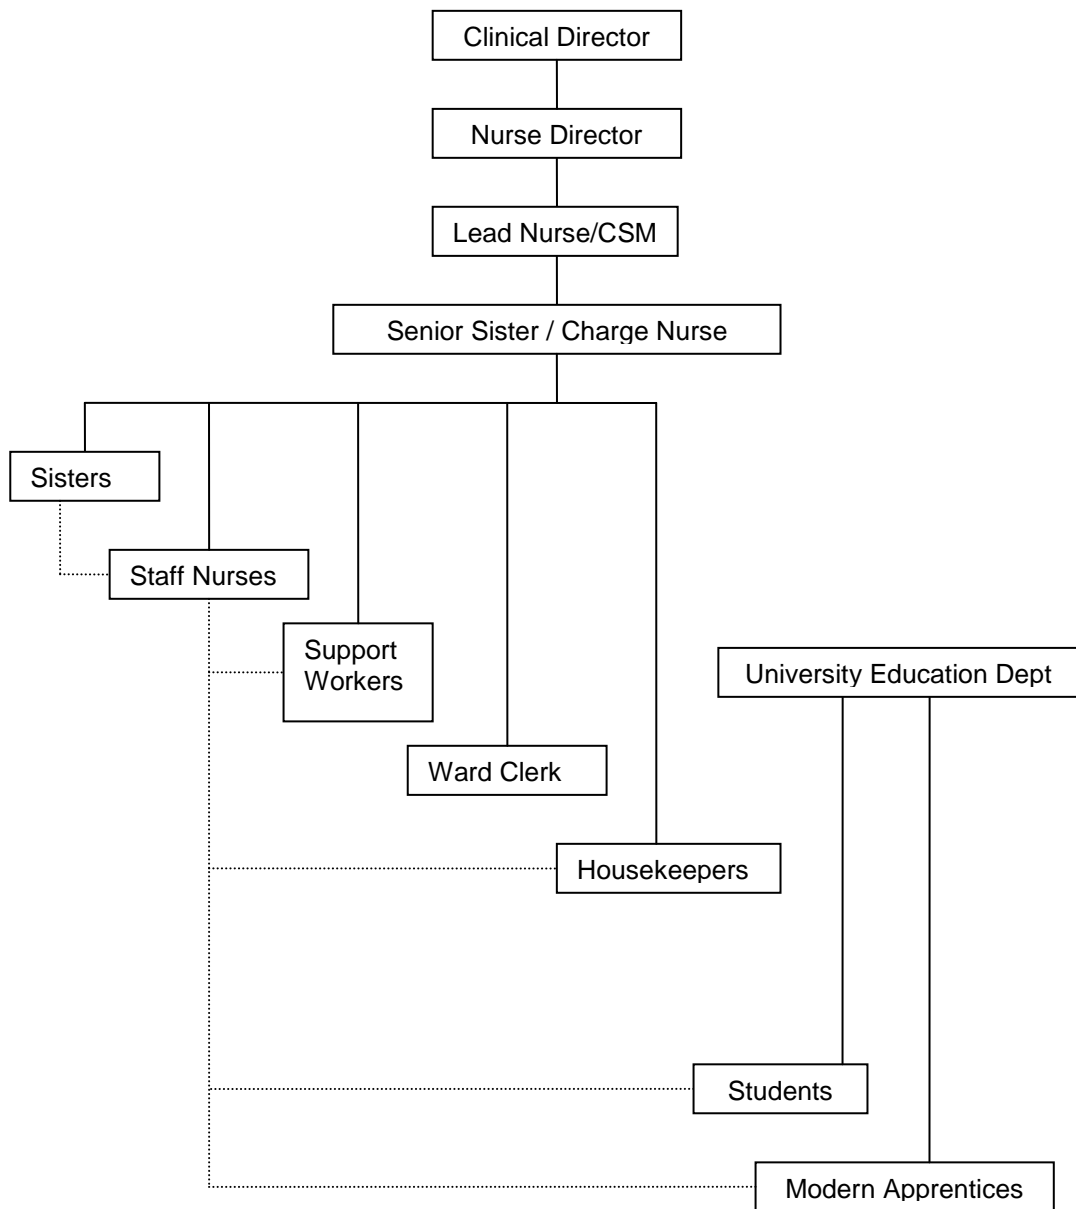 Clinical Director
Nurse Director
Lead Nurse/CSM
Senior Sister / Charge Nurse
Sisters
Staff Nurses
Support
Workers
University Education Dept
Ward Clerk
Housekeepers
Students
Modern Apprentices